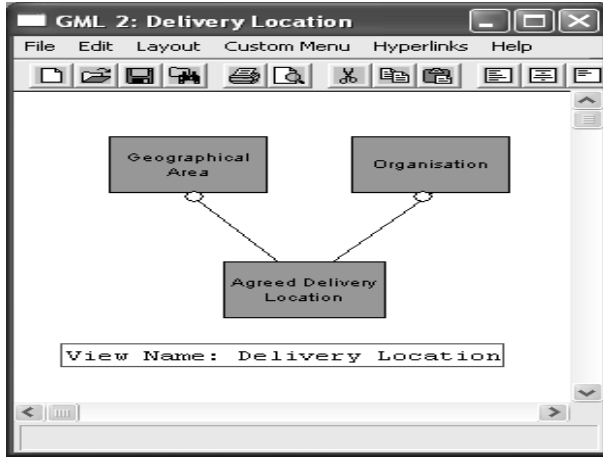 GML 2: Delivery Location
File Edit Layout Custom Menu Hyperlinks Help
Geographical
Area
Organisation
Agreed Delivery
Location
View Name: Delivery Location